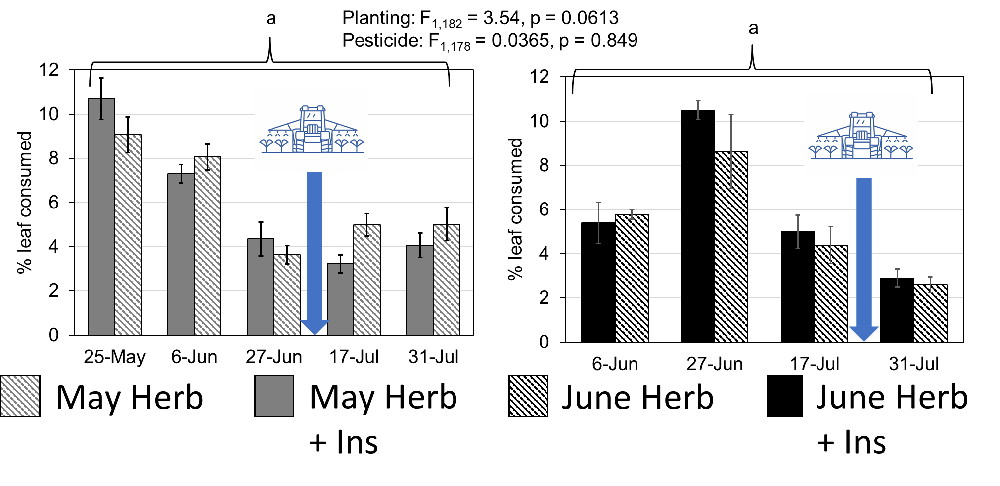 Planting: F1,182 = 3.54, p = 0.0613
Pesticide: F1,178 = 0.0365, p = 0.849
a
12
10
8
6
4
2
0
% leaf consumed
25-May 6-Jun 27-Jun 17-Jul 31-Jul
a
12
10
8
6
4
2
0
% leaf consumed
6-Jun 27-Jun 17-Jul 31-Jul
May Herb
May Herb
+ Ins
June Herb
June Herb
+ Ins